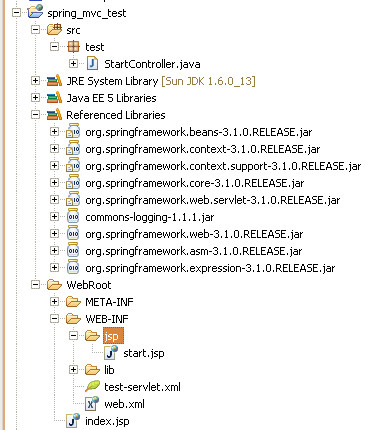 spring_mvc_test
src
test
StartController.java
JRE System Library [Sun JDK 1.6.0_13]
Java EE 5 Libraries
Referenced Libraries
org.springframework.beans-3.1.0.RELEASE.jar
org.springframework.context-3.1.0.RELEASE.jar
org.springframework.context.support-3.1.0.RELEASE.jar
org.springframework.core-3.1.0.RELEASE.jar
org.springframework.web.servlet-3.1.0.RELEASE.jar
commons-logging-1.1.1.jar
org.springframework.web-3.1.0.RELEASE.jar
org.springframework.asm-3.1.0.RELEASE.jar
org.springframework.expression-3.1.0.RELEASE.jar
WebRoot
META-INF
WEB-INF
jsp
start.jsp
lib
test-servlet.xml
web.xml
index.jsp